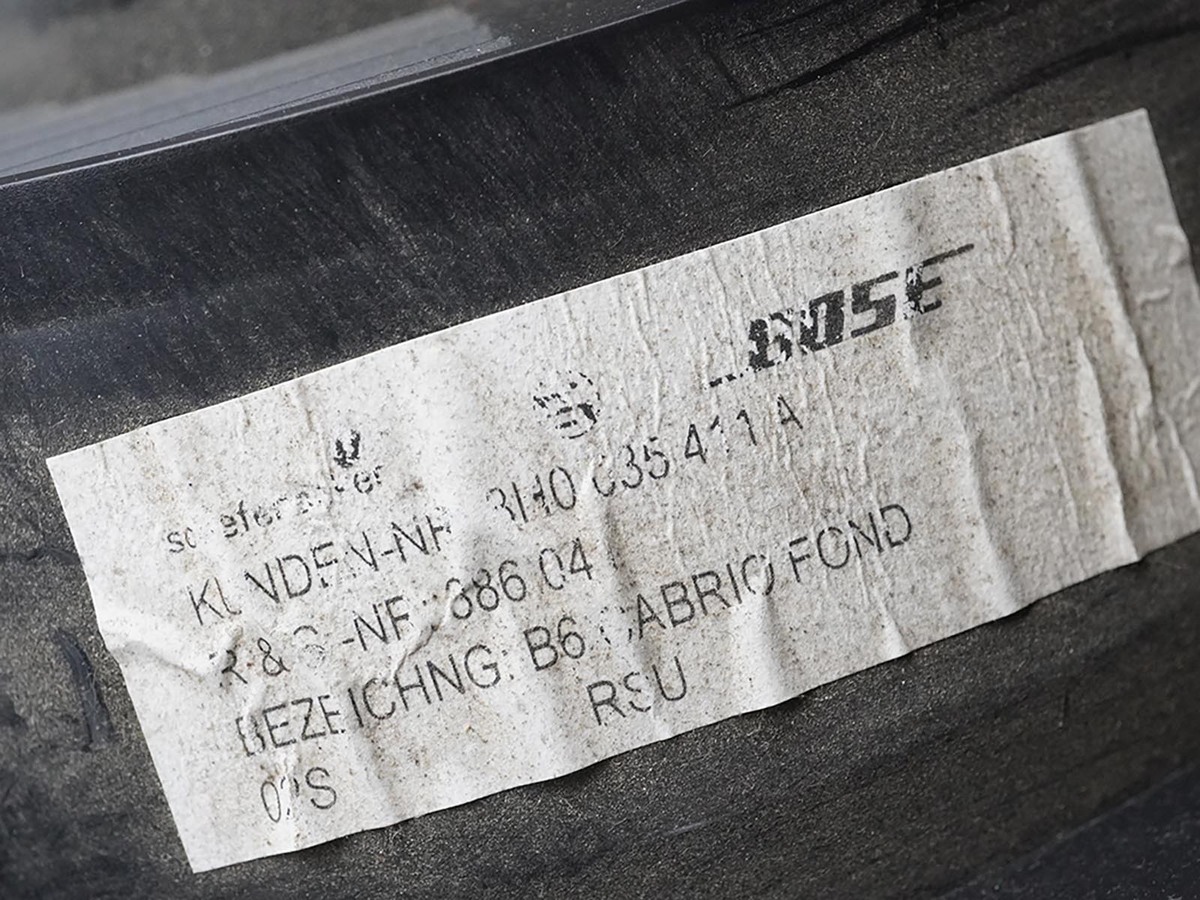 BOSE
KUNDEN-NR 8H0 035 411 A
R & S -NR.: 686 04
BEZEICHNG: B6 CABRIO FOND
RSU